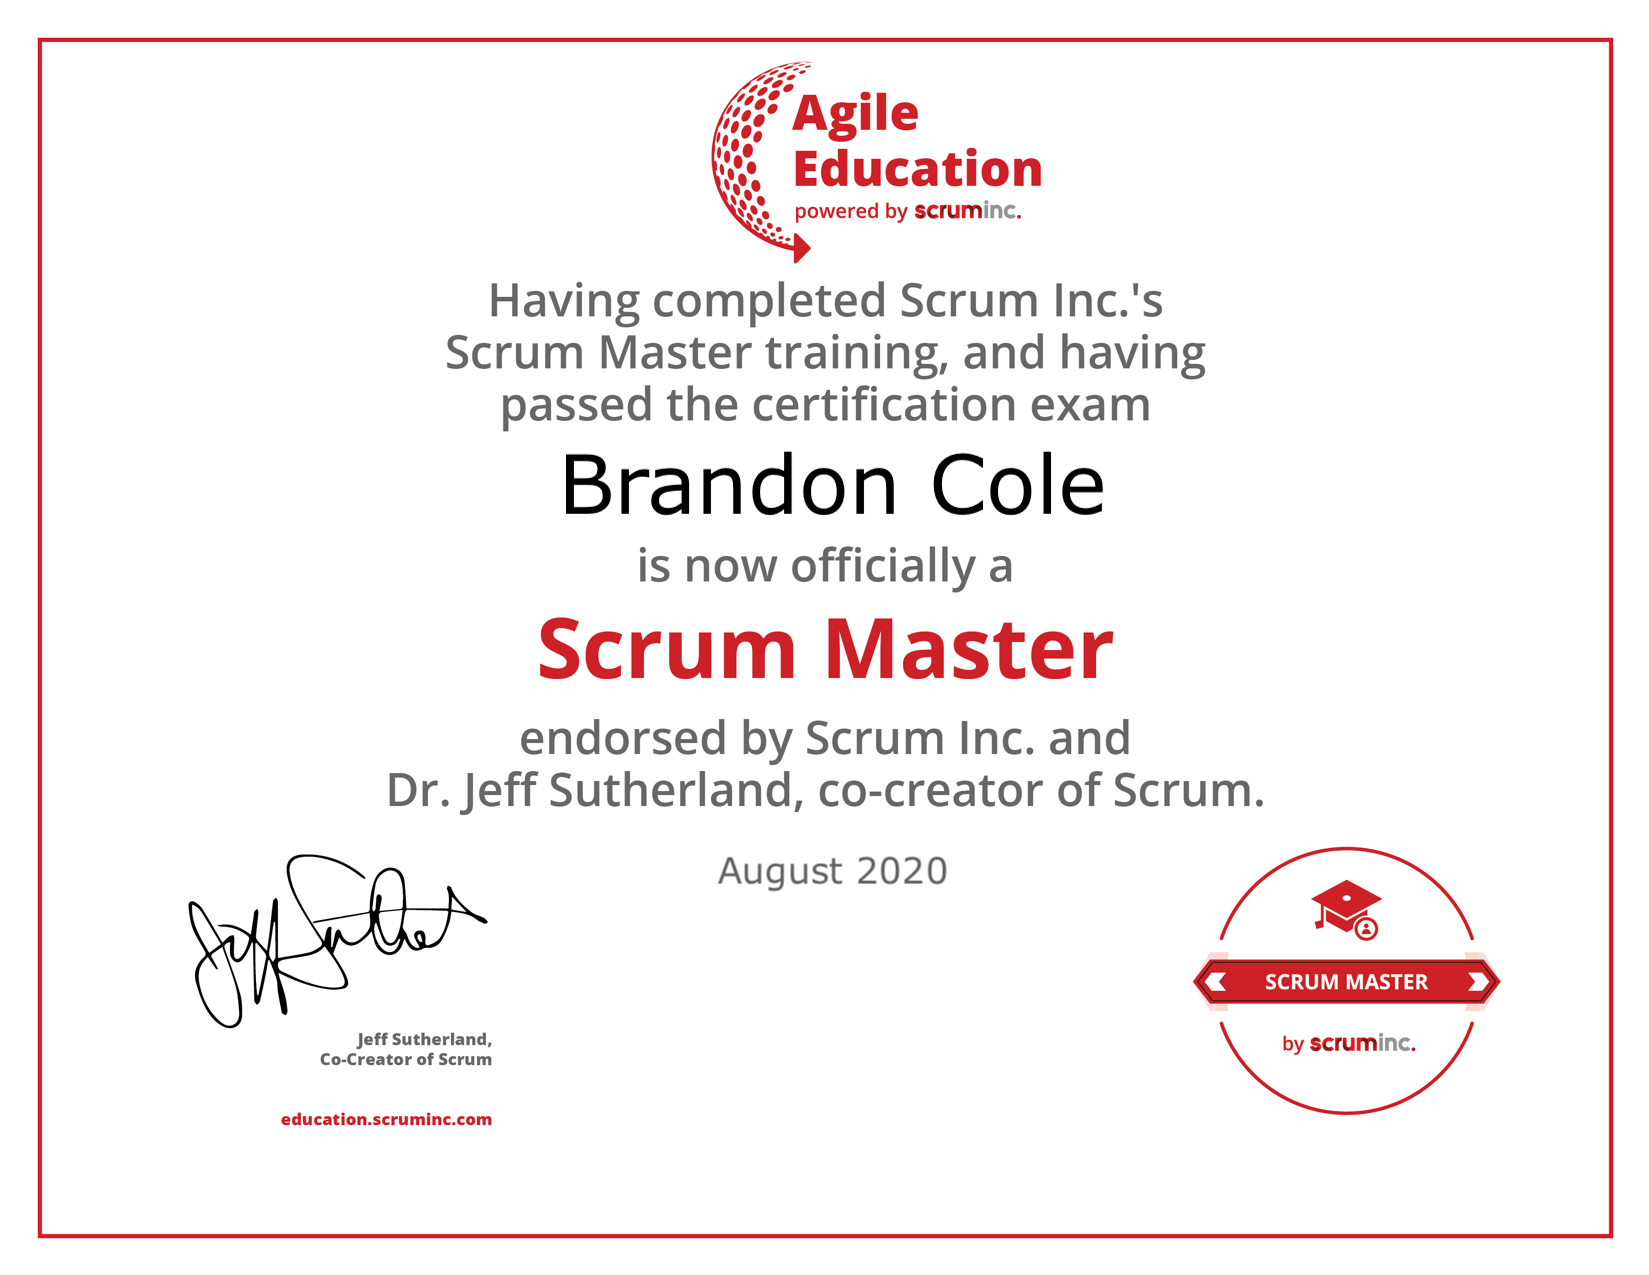 Agile
Education
powered by scruminc.
Having completed Scrum Inc.'s
Scrum Master training, and having
passed the certification exam
Brandon Cole
is now officially a
Scrum Master
endorsed by Scrum Inc. and
Dr. Jeff Sutherland, co-creator of Scrum.
August 2020
Jeff Sutherland,
Co-Creator of Scrum
education.scruminc.com
SCRUM MASTER
by scruminc.